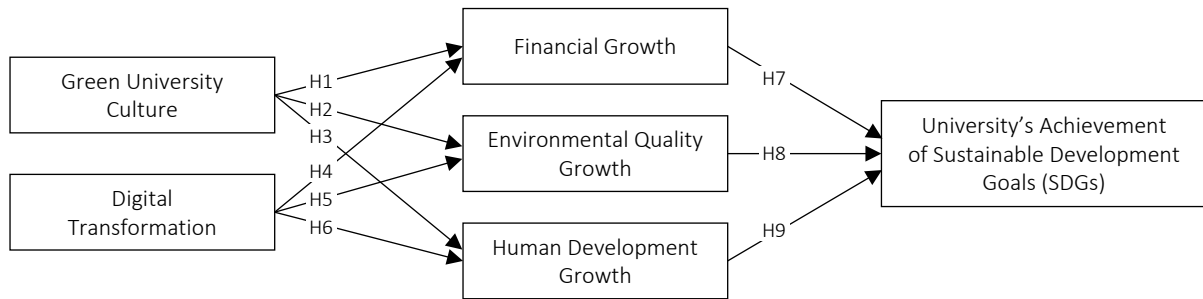 Green University
Culture
Digital
Transformation
H1
H2
H3
H4
H5
H6
Financial Growth
Environmental Quality
Growth
Human Development
Growth
H7
H8
H9
University’s Achievement
of Sustainable Development
Goals (SDGs)